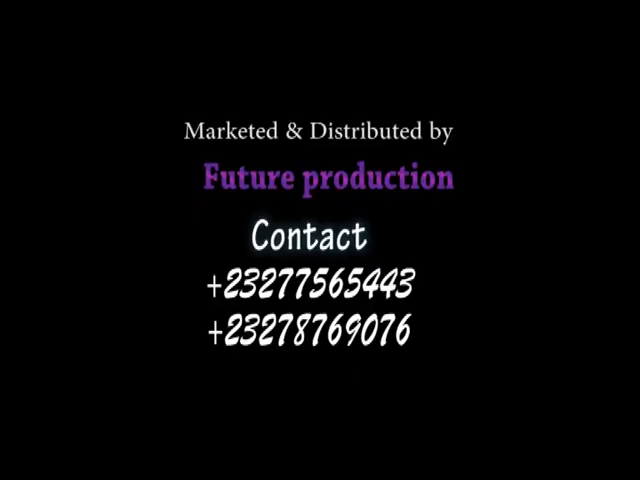 Marketed & Distributed by
Future production
Contact
+23277565443
+23278769076